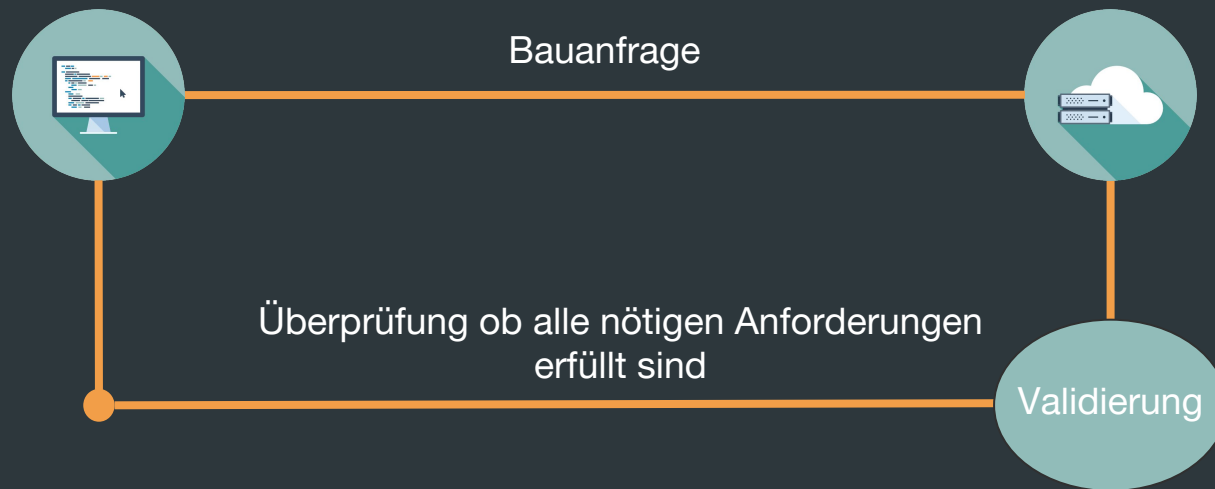 Bauanfrage
Überprüfung ob alle nötigen Anforderungen
erfüllt sind
Validierung